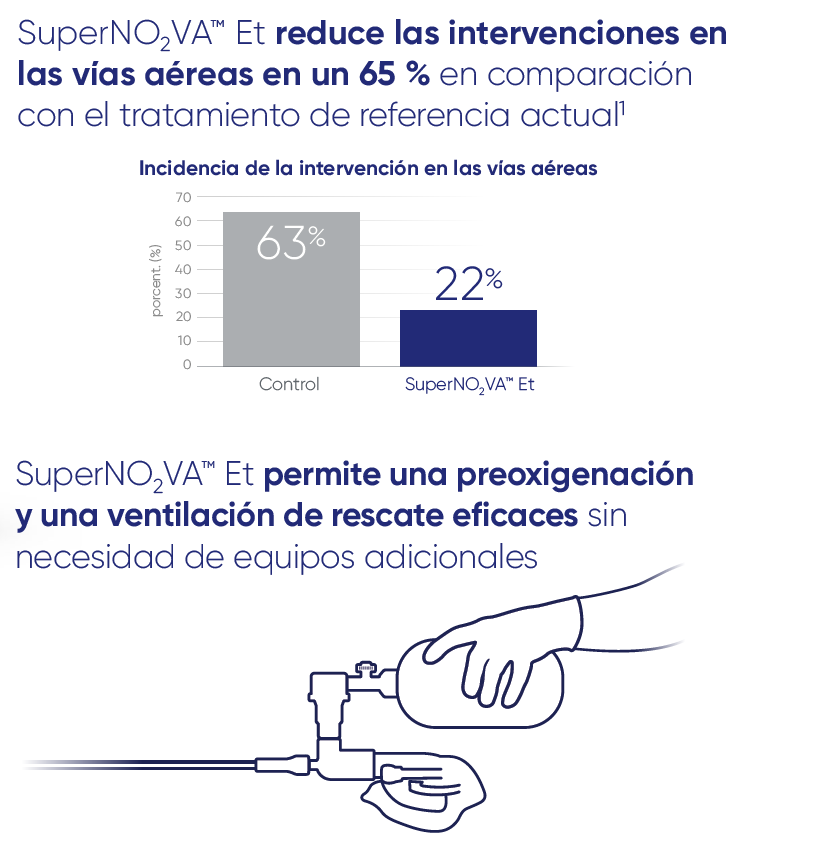 SuperNO₂VA™ Et reduce las intervenciones en
las vías aéreas en un 65 % en comparación
con el tratamiento de referencia actual¹
Incidencia de la intervención en las vías aéreas
porcent. (%)
70
60
50
40
30
20
10
0
63%
22%
Control
SuperNO₂VA™ Et
SuperNO₂VA™ Et permite una preoxigenación
y una ventilación de rescate eficaces sin
necesidad de equipos adicionales